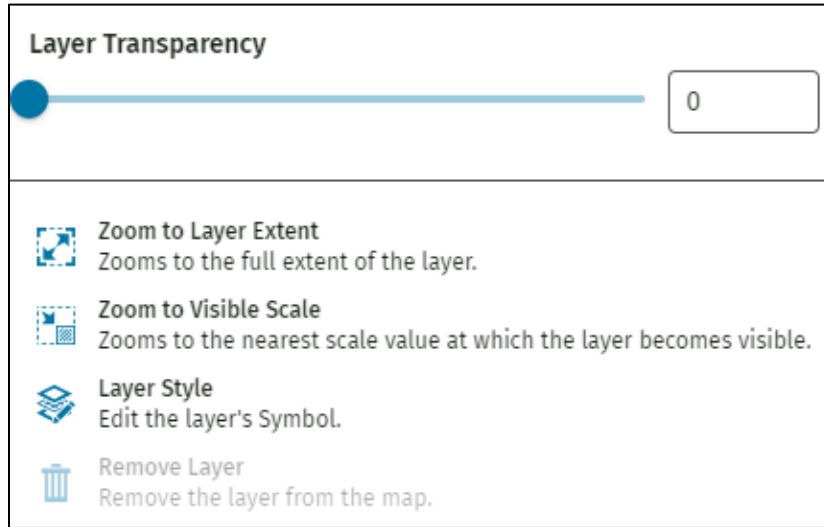 Layer Transparency
0
Zoom to Layer Extent
Zooms to the full extent of the layer.
Zoom to Visible Scale
Zooms to the nearest scale value at which the layer becomes visible.
Layer Style
Edit the layer's Symbol.
Remove Layer
Remove the layer from the map.